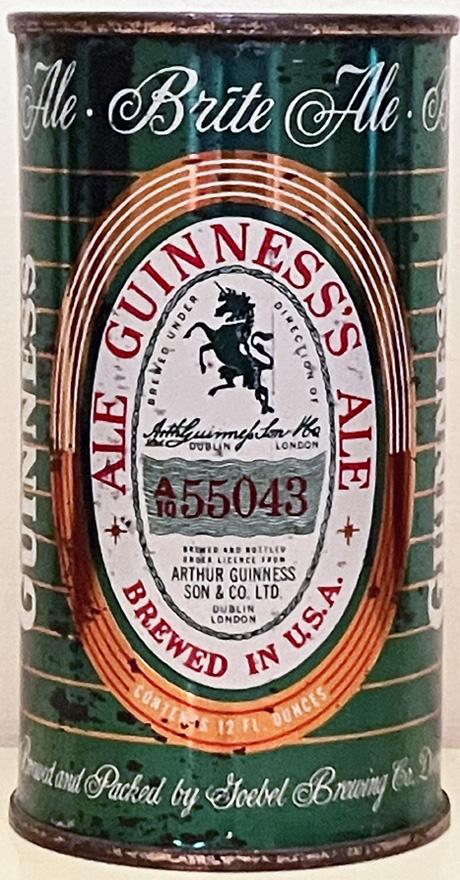 Ale · Brite Ale ·
GUINNESS
GUINNESS
ALE GUINNESS'S ALE
BREWED UNDER DIRECTION OF
Arth Guinness Son & Co
DUBLIN LONDON
A/10 55043
BREWED AND BOTTLED
UNDER LICENCE FROM
ARTHUR GUINNESS
SON & CO. LTD.
DUBLIN
LONDON
BREWED IN U.S.A.
CONTENTS 12 FL. OUNCES
Brewed and Packed by Goebel Brewing Co.